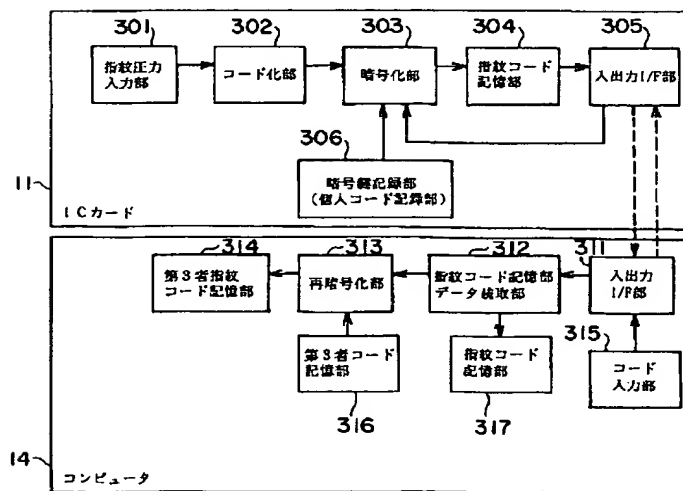 301
302
303
304
305
指紋圧力
入力部
コード化部
暗号化部
指紋コード
記憶部
入出力
I/F部
306
暗号鍵記録部
(個人コード記録部)
11
ICカード
314
313
312
311
第3者指紋
コード記憶部
再暗号化部
指紋コード記憶部
データ読取部
入出力
I/F部
315
第3者コード
記憶部
指紋コード
記憶部
コード
入力部
316
317
14
コンピュータ